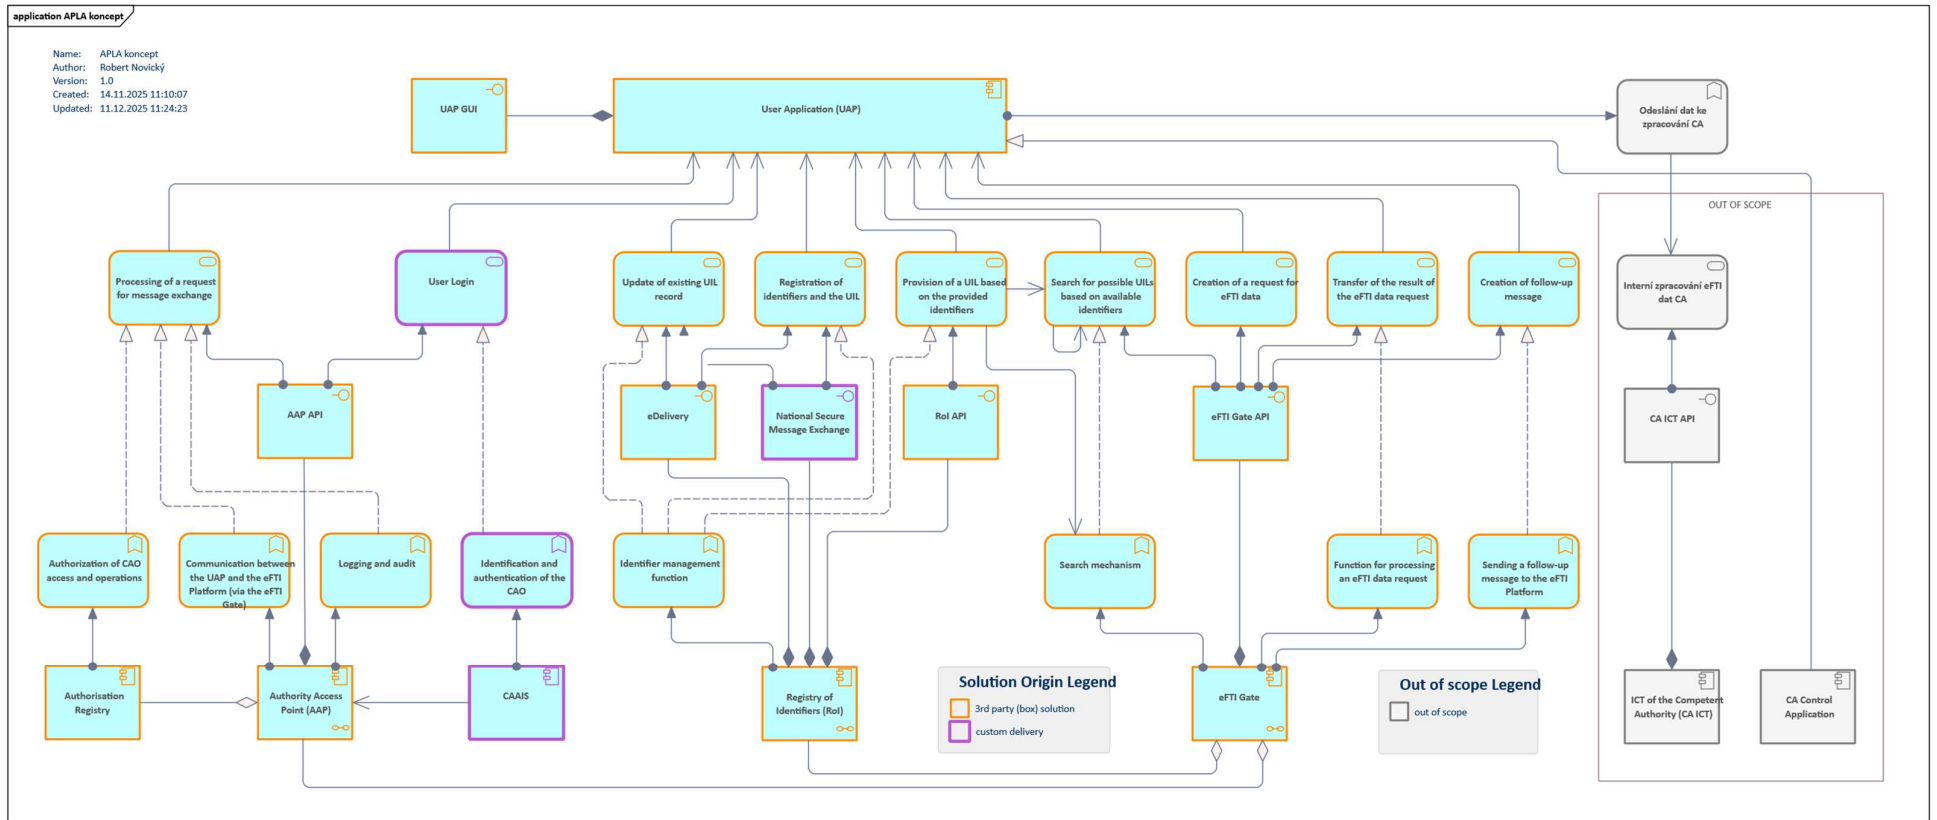 application APLA koncept
Name: APLA koncept
Author: Robert Novický
Version: 1.0
Created: 14.11.2025 11:10:07
Updated: 11.12.2025 11:24:23
UAP GUI
User Application (UAP)
Odeslání dat ke
zpracování CA
OUT OF SCOPE
Processing of a request
for message exchange
User Login
Update of existing UIL
record
Registration of
identifiers and the UIL
Provision of a UIL based
on the provided
identifiers
Search for possible UILs
based on available
identifiers
Creation of a request for
eFTI data
Transfer of the result of
the eFTI data request
Creation of follow-up
message
Interní zpracování eFTI
dat CA
AAP API
eDelivery
National Secure
Message Exchange
RoI API
eFTI Gate API
CA ICT API
Authorization of CAO
access and operations
Communication between
the UAP and the eFTI
Platform (via the eFTI
Gate)
Logging and audit
Identification and
authentication of the
CAO
Identifier management
function
Search mechanism
Function for processing
an eFTI data request
Sending a follow-up
message to the eFTI
Platform
Authorisation
Registry
Authority Access
Point (AAP)
CAAIS
Registry of
Identifiers (RoI)
Solution Origin Legend
3rd party (box) solution
custom delivery
eFTI Gate
Out of scope Legend
out of scope
ICT of the Competent
Authority (CA ICT)
CA Control
Application